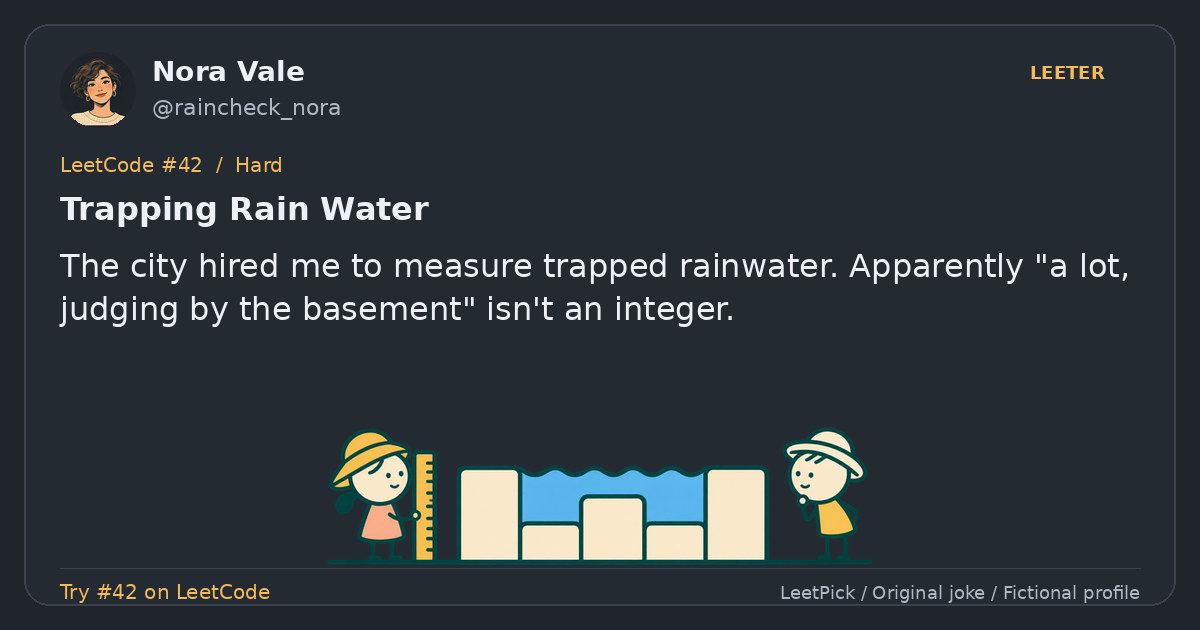 Nora Vale
@raincheck_nora
LEETER
LeetCode #42 / Hard
Trapping Rain Water
The city hired me to measure trapped rainwater. Apparently "a lot,
judging by the basement" isn't an integer.
Try #42 on LeetCode
LeetPick / Original joke / Fictional profile